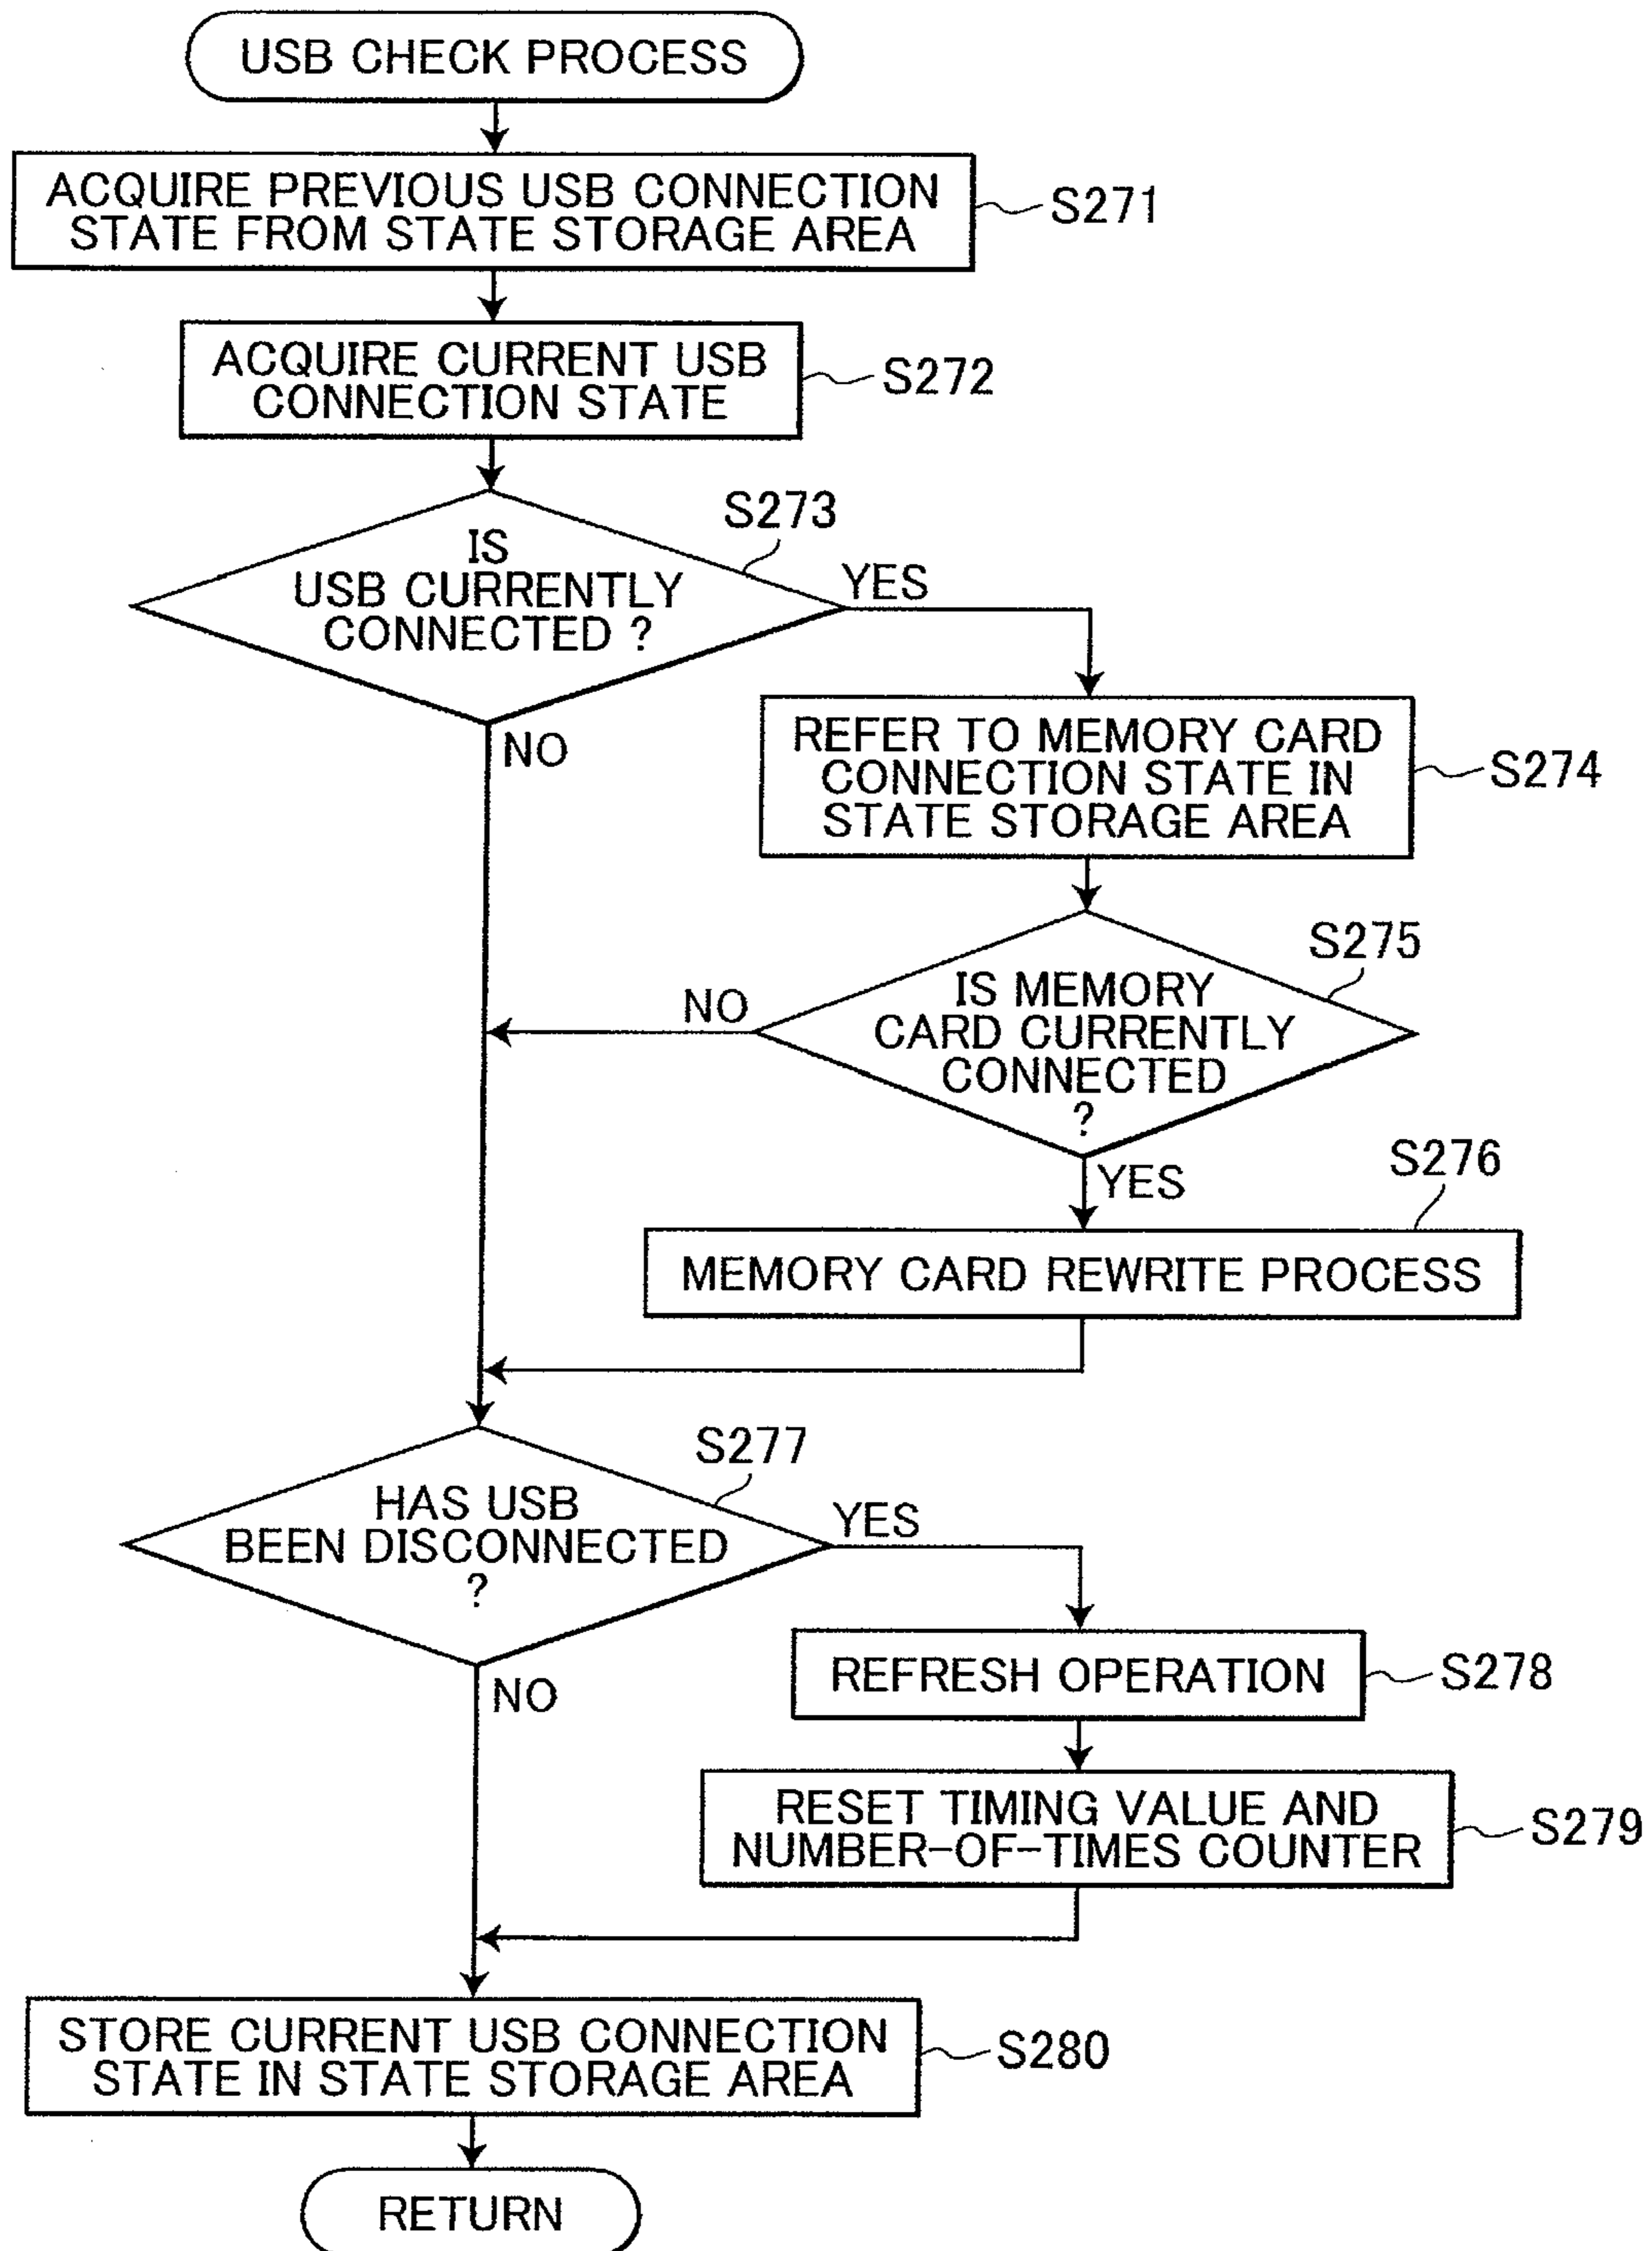 USB CHECK PROCESS
ACQUIRE PREVIOUS USB CONNECTION
STATE FROM STATE STORAGE AREA
S271
ACQUIRE CURRENT USB
CONNECTION STATE
S272
S273
IS
USB CURRENTLY
CONNECTED ?
YES
NO
REFER TO MEMORY CARD
CONNECTION STATE IN
STATE STORAGE AREA
S274
S275
IS MEMORY
CARD CURRENTLY
CONNECTED
?
NO
YES
S276
MEMORY CARD REWRITE PROCESS
S277
HAS USB
BEEN DISCONNECTED
?
YES
NO
REFRESH OPERATION
S278
RESET TIMING VALUE AND
NUMBER-OF-TIMES COUNTER
S279
STORE CURRENT USB CONNECTION
STATE IN STATE STORAGE AREA
S280
RETURN